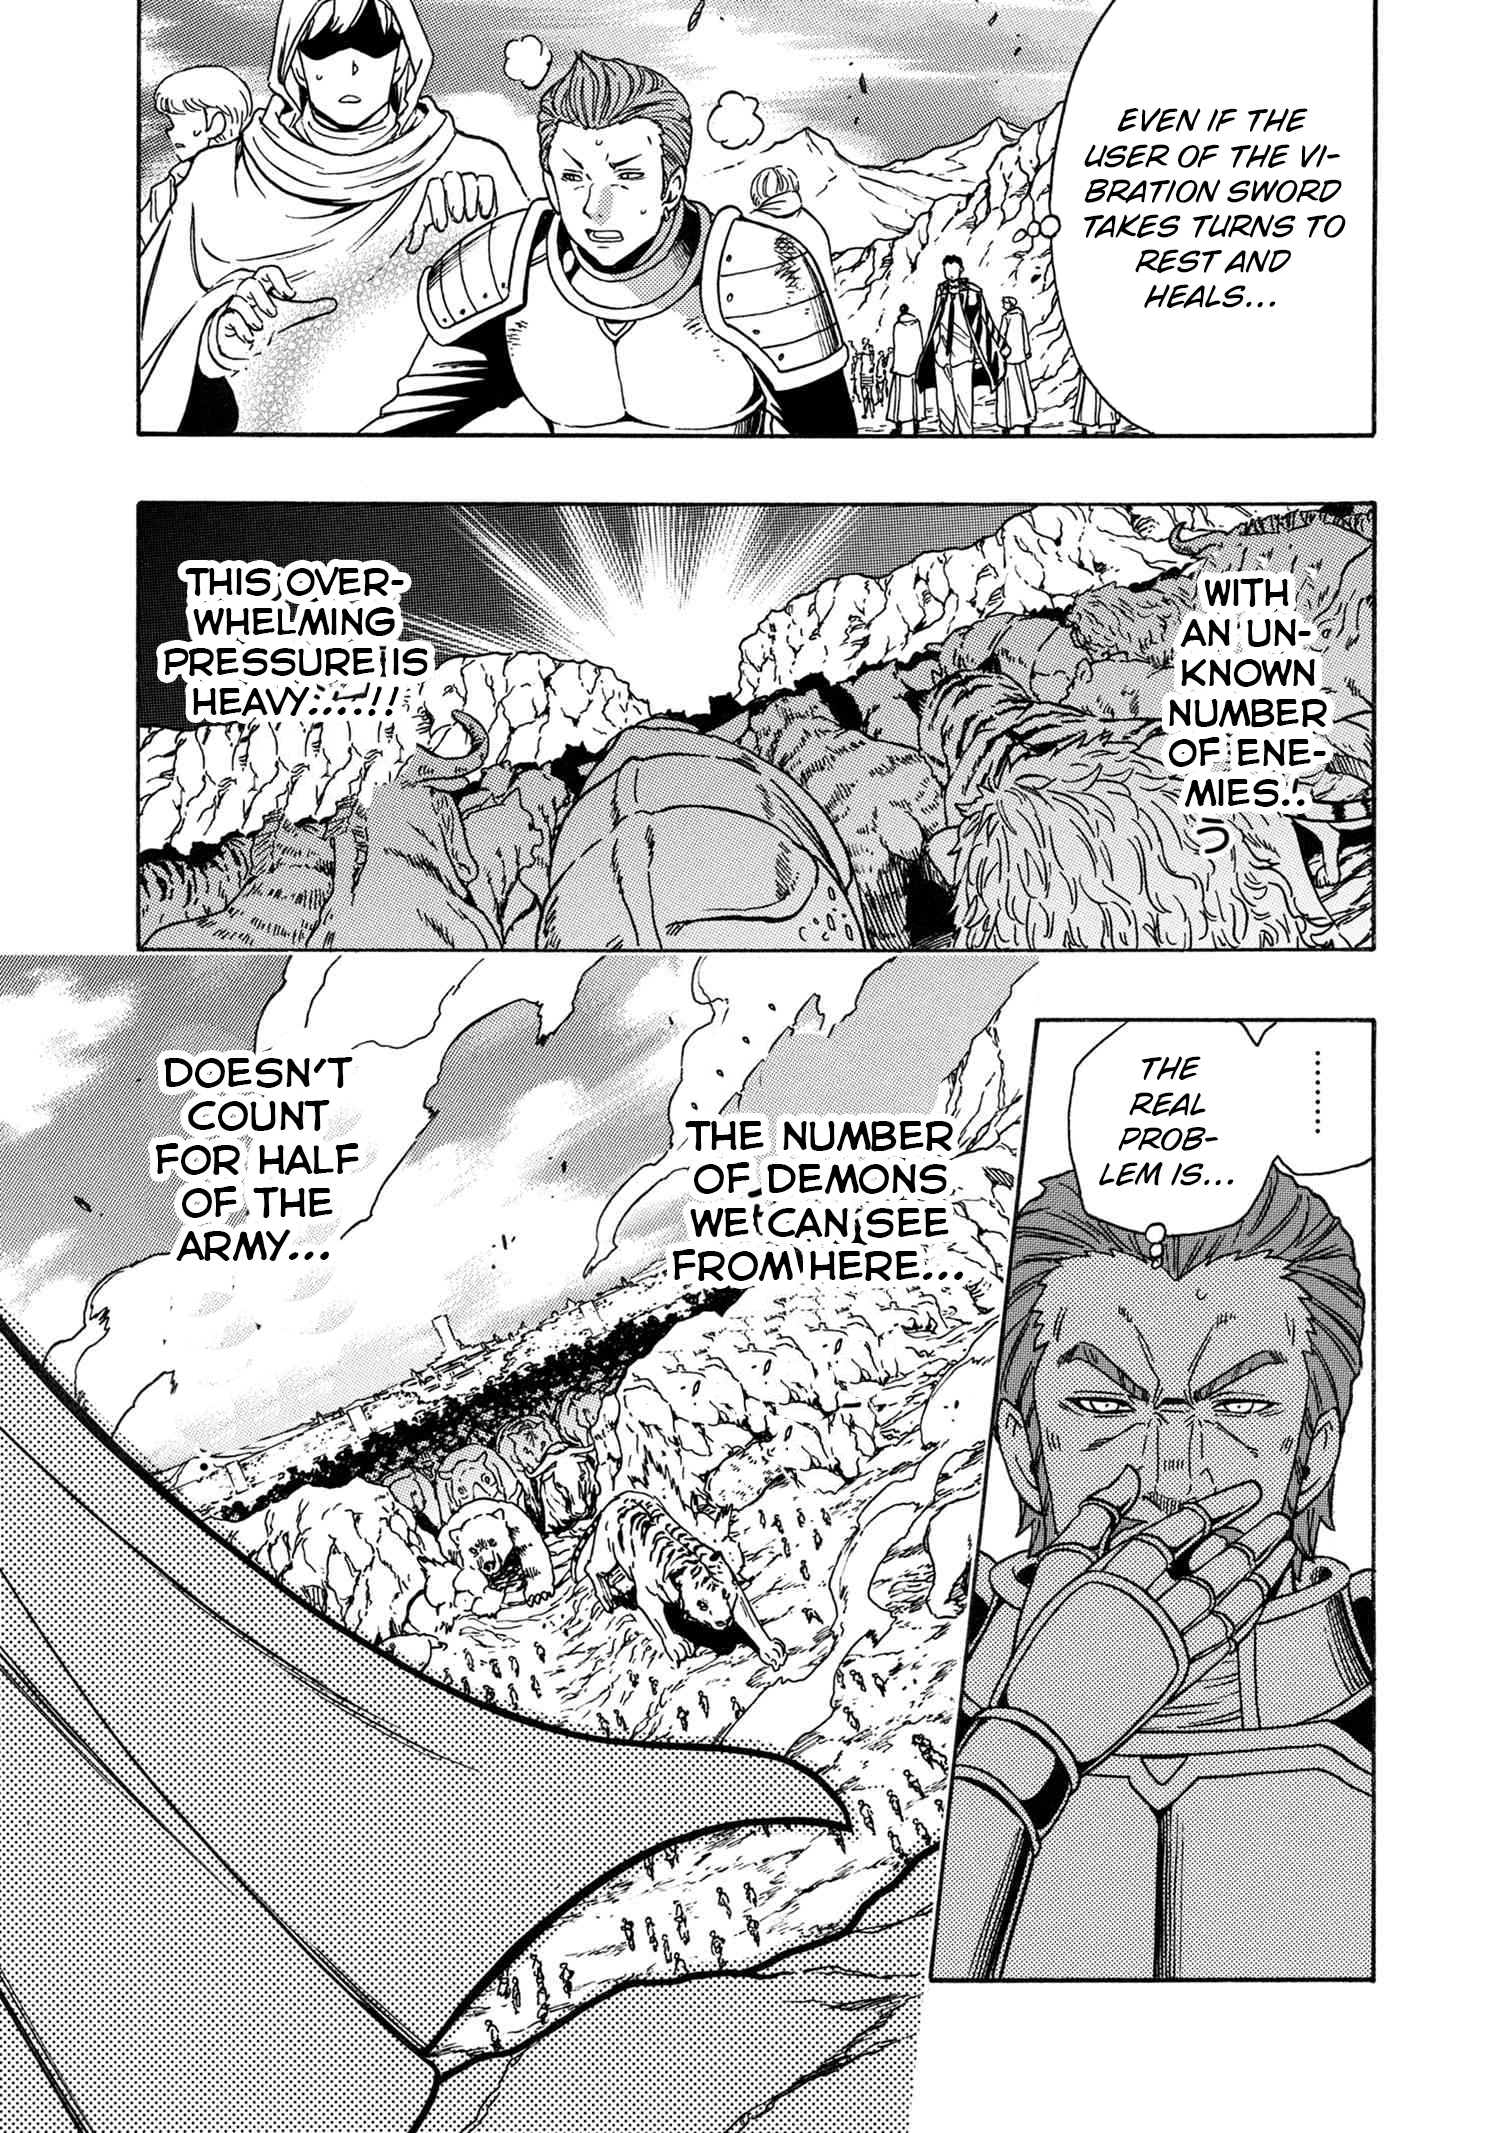 EVEN IF THE
USER OF THE VI-
BRATION SWORD
TAKES TURNS TO
REST AND
HEALS...
WITH
AN UN-
KNOWN
NUMBER
OF ENE-
MIES..
っ
THIS OVER-
WHELMING
PRESSURE IS
HEAVY...!!
......
THE
REAL
PROB-
LEM IS...
THE NUMBER
OF DEMONS
WE CAN SEE
FROM HERE...
DOESN'T
COUNT
FOR HALF
OF THE
ARMY...